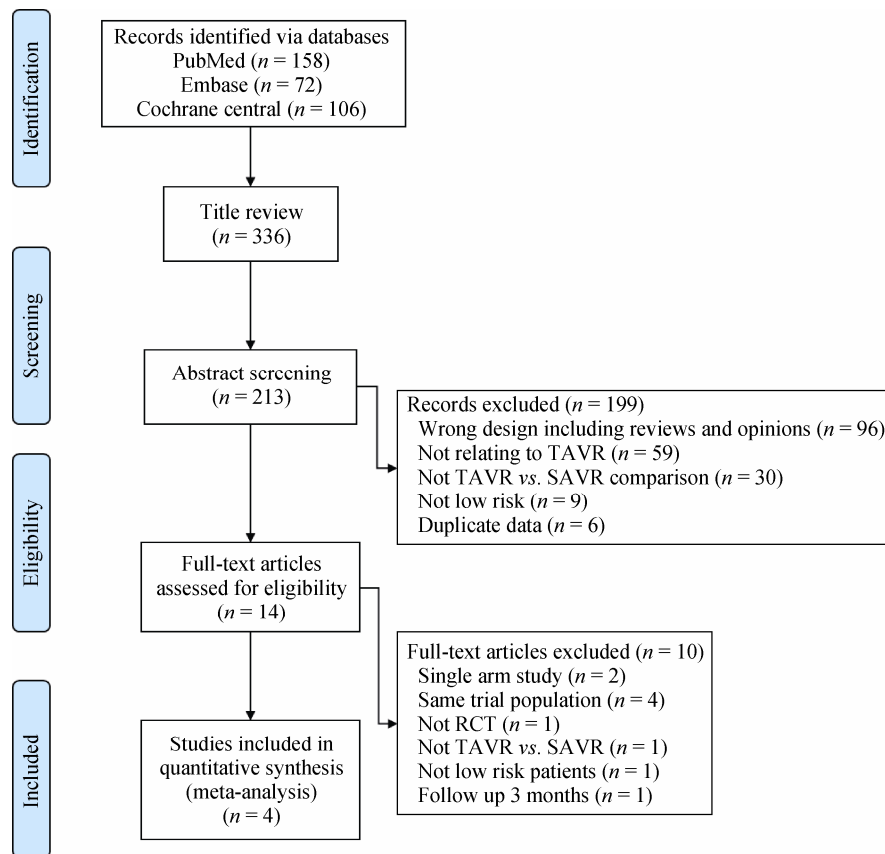 Identification
Records identified via databases
PubMed (n = 158)
Embase (n = 72)
Cochrane central (n = 106)
Title review
(n = 336)
Screening
Abstract screening
(n = 213)
Records excluded (n = 199)
Wrong design including reviews and opinions (n = 96)
Not relating to TAVR (n = 59)
Not TAVR vs. SAVR comparison (n = 30)
Not low risk (n = 9)
Duplicate data (n = 6)
Eligibility
Full-text articles
assessed for eligibility
(n = 14)
Full-text articles excluded (n = 10)
Single arm study (n = 2)
Same trial population (n = 4)
Not RCT (n = 1)
Not TAVR vs. SAVR (n = 1)
Not low risk patients (n = 1)
Follow up 3 months (n = 1)
Included
Studies included in
quantitative synthesis
(meta-analysis)
(n = 4)